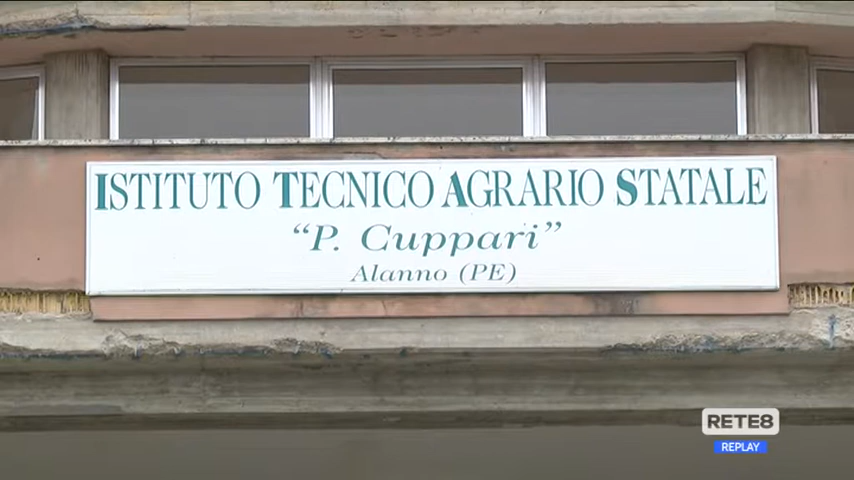 ISTITUTO TECNICO AGRARIO STATALE
“P. Cuppari”
Alanno (PE)
RETE8
REPLAY